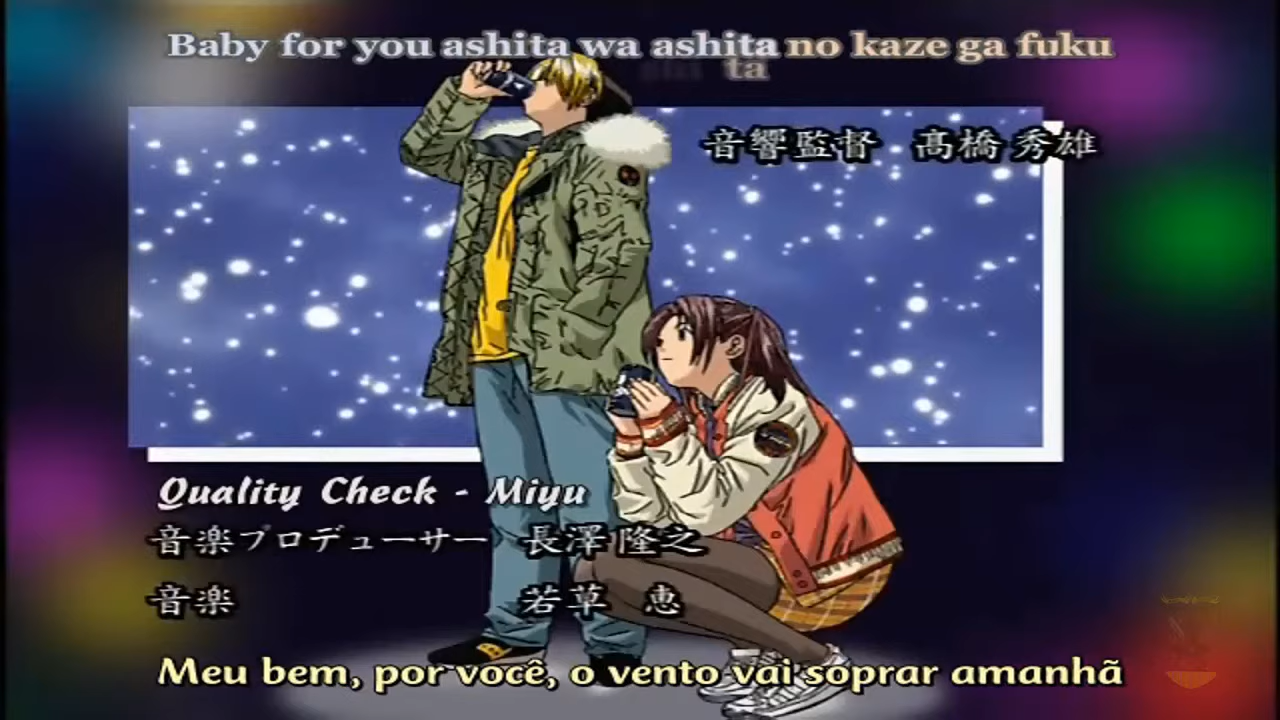 Baby for you ashita wa ashita no kaze ga fuku
ta
音響監督 髙橋秀雄
Quality Check - Miyu
音楽プロデューサー 長澤隆之
音楽 若草 恵
Meu bem, por você, o vento vai soprar amanhã